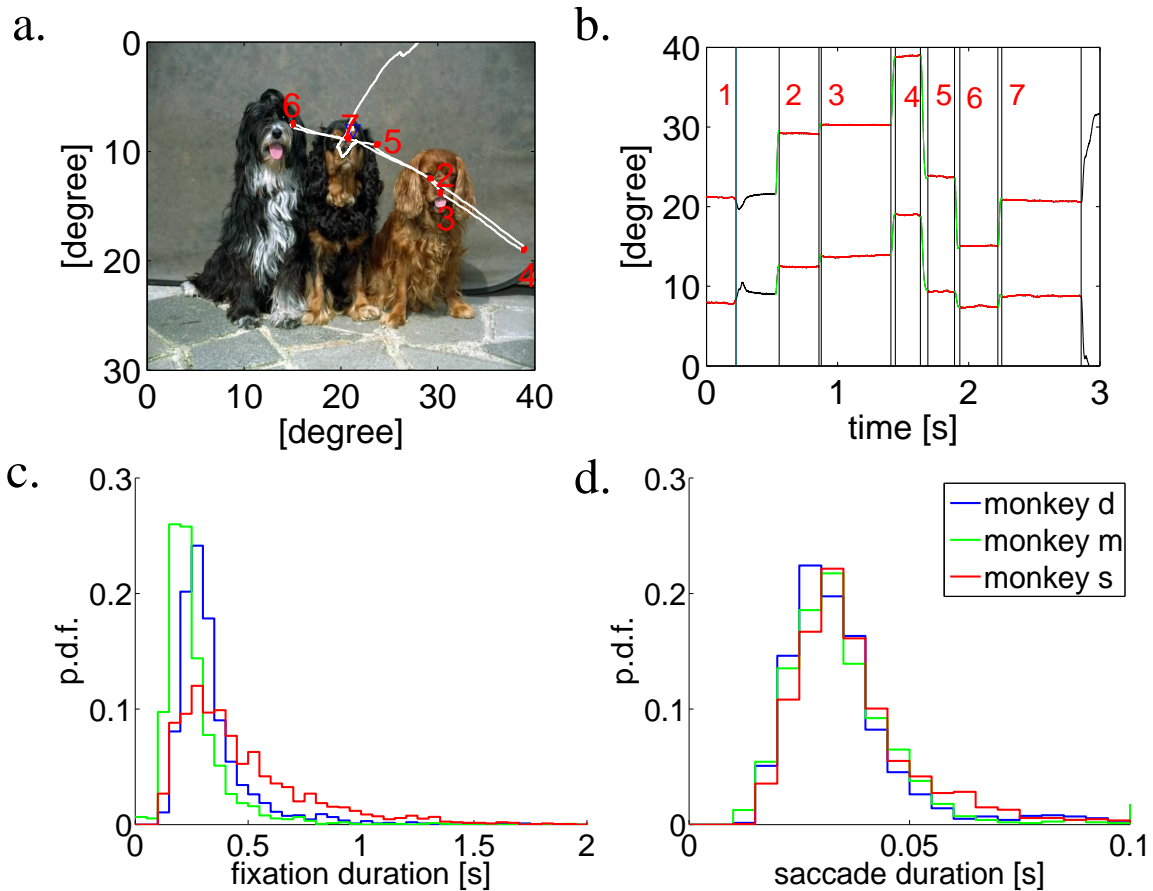 a.
0
10
20
30
[degree]
0 10 20 30 40
[degree]
6
7
5
2
3
4
b.
40
30
20
10
0
[degree]
1 2 3 4 5 6 7
0 1 2 3
time [s]
c.
0.3
0.2
0.1
0
p.d.f.
0 0.5 1 1.5 2
fixation duration [s]
d.
0.3
0.2
0.1
0
p.d.f.
monkey d
monkey m
monkey s
0 0.05 0.1
saccade duration [s]